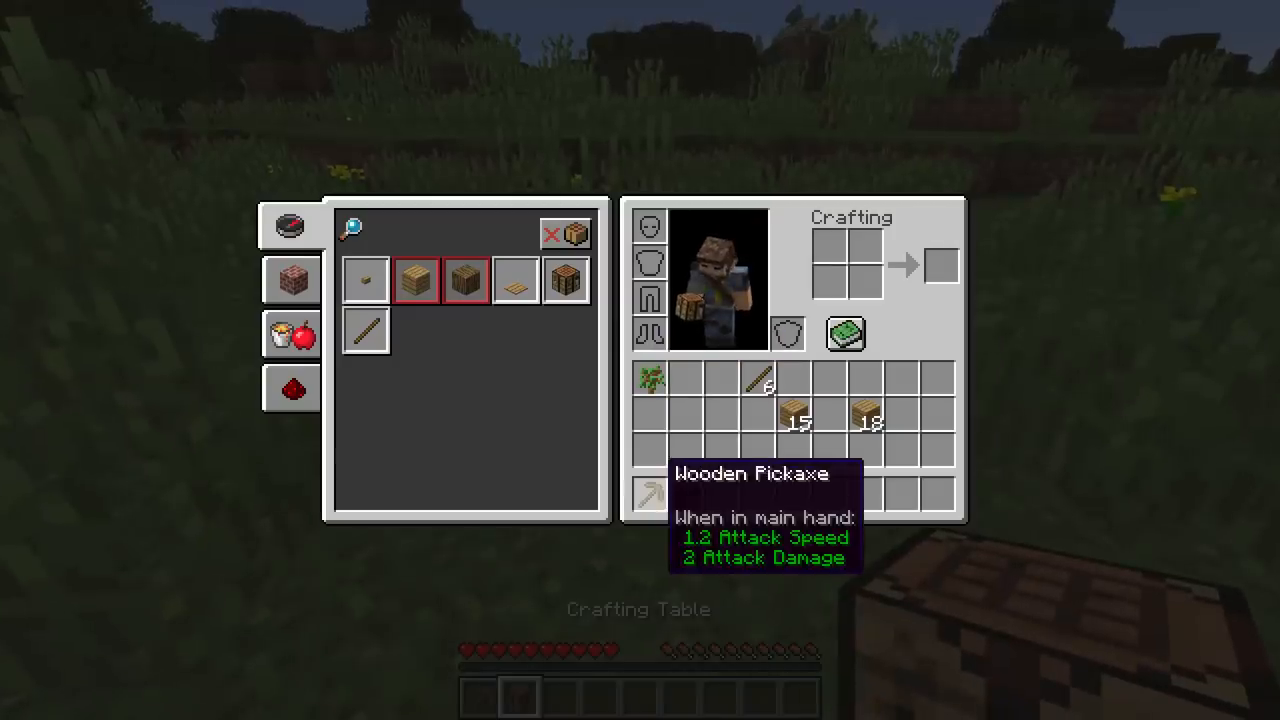 Crafting
6
15
18
Wooden Pickaxe
When in main hand:
1.2 Attack Speed
2 Attack Damage
Crafting Table